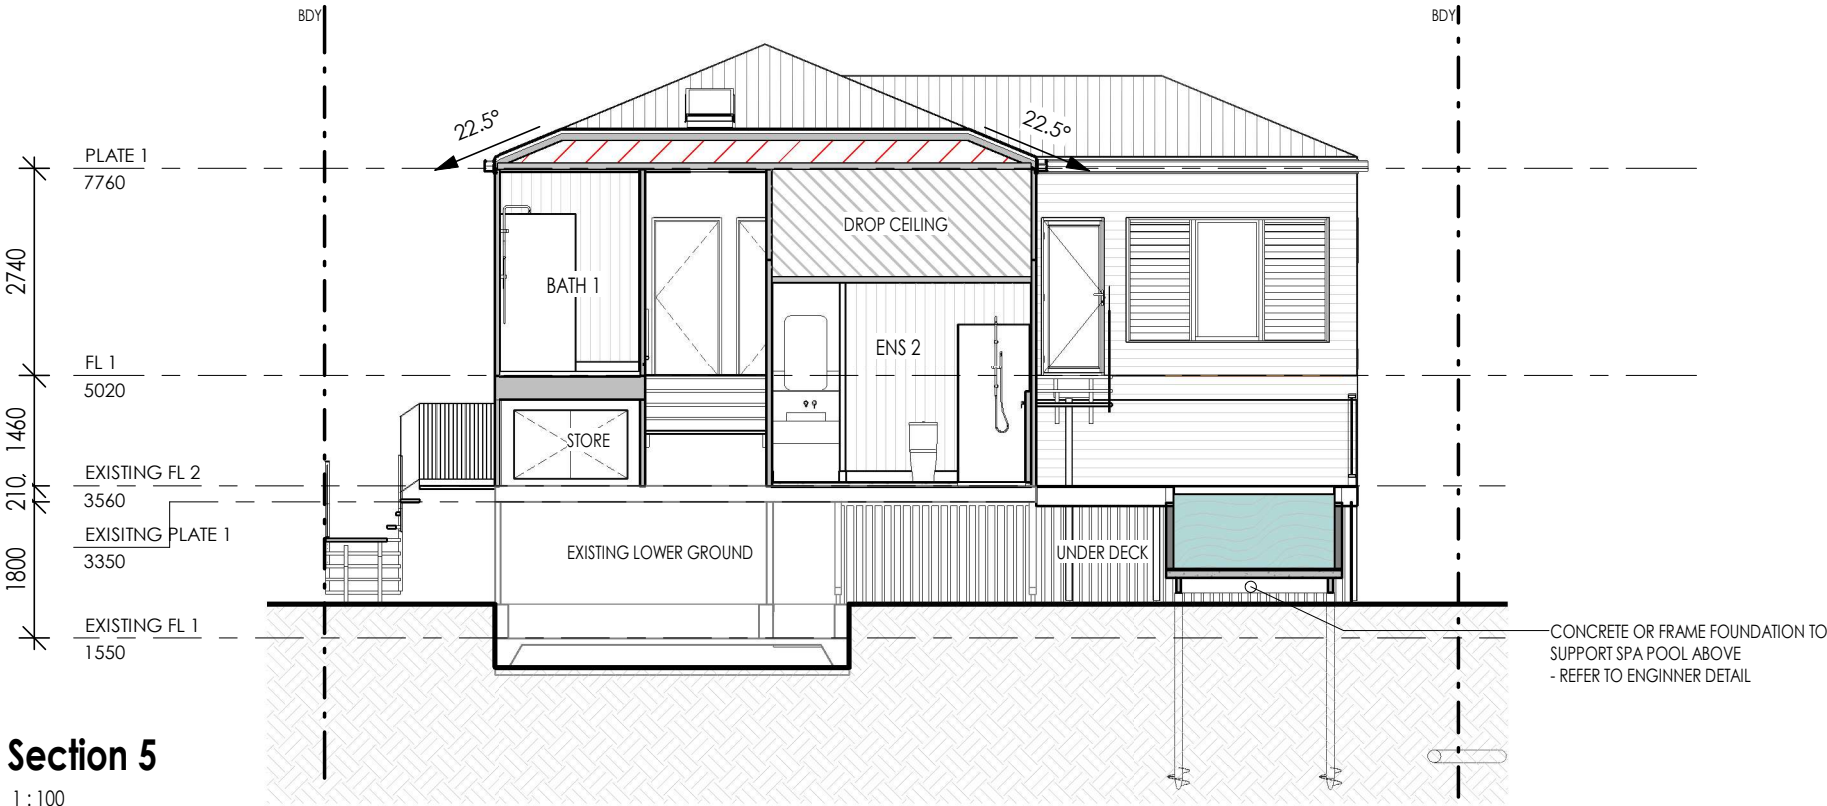 BDY
BDY
22.5°
22.5°
PLATE 1
7760
DROP CEILING
2740
BATH 1
ENS 2
FL 1
5020
1460
STORE
EXISTING FL 2
3560
210
EXISITNG PLATE 1
3350
EXISTING LOWER GROUND
UNDER DECK
1800
EXISTING FL 1
1550
CONCRETE OR FRAME FOUNDATION TO
SUPPORT SPA POOL ABOVE
- REFER TO ENGINNER DETAIL
Section 5
1 : 100